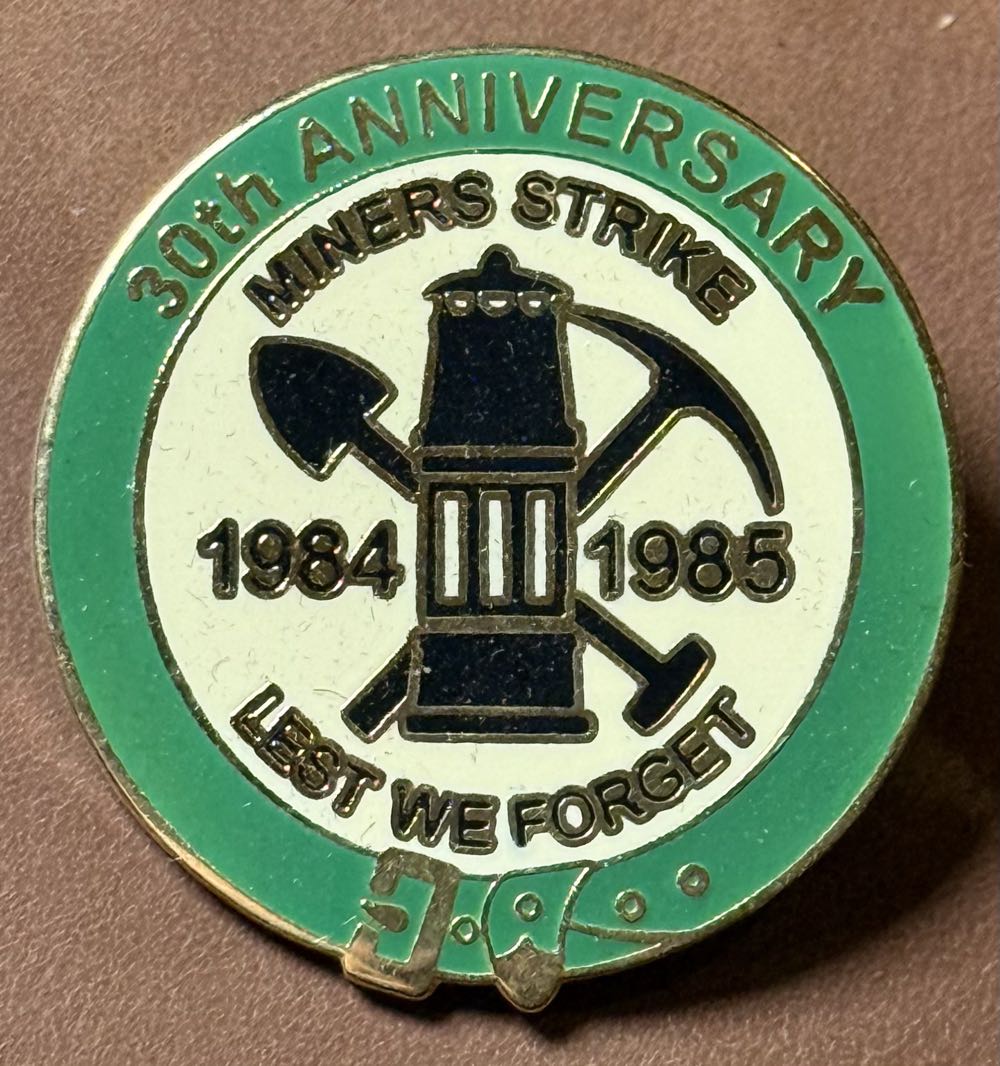 30th ANNIVERSARY
MINERS STRIKE
1984 1985
LEST WE FORGET